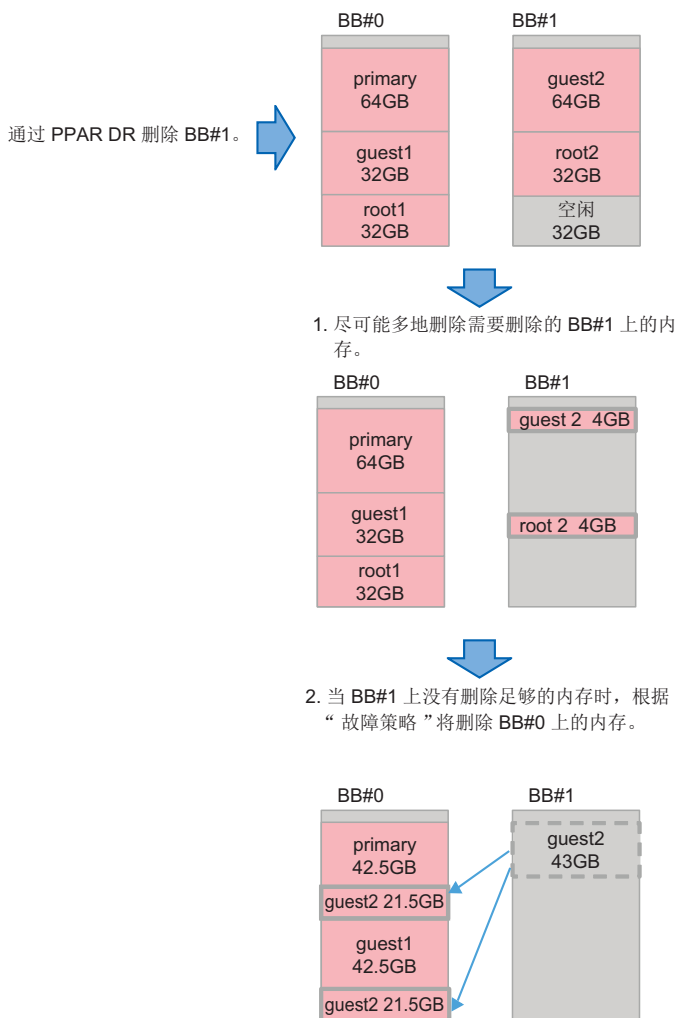 BB#0
BB#1
primary
64GB
guest1
32GB
root1
32GB
guest2
64GB
root2
32GB
空闲
32GB
通过 PPAR DR 删除 BB#1。
1. 尽可能多地删除需要删除的 BB#1 上的内
存。
BB#0
BB#1
primary
64GB
guest1
32GB
root1
32GB
guest 2 4GB
root 2 4GB
2. 当 BB#1 上没有删除足够的内存时，根据
“ 故障策略 ”将删除 BB#0 上的内存。
BB#0
BB#1
primary
42.5GB
guest2 21.5GB
guest1
42.5GB
guest2 21.5GB
guest2
43GB